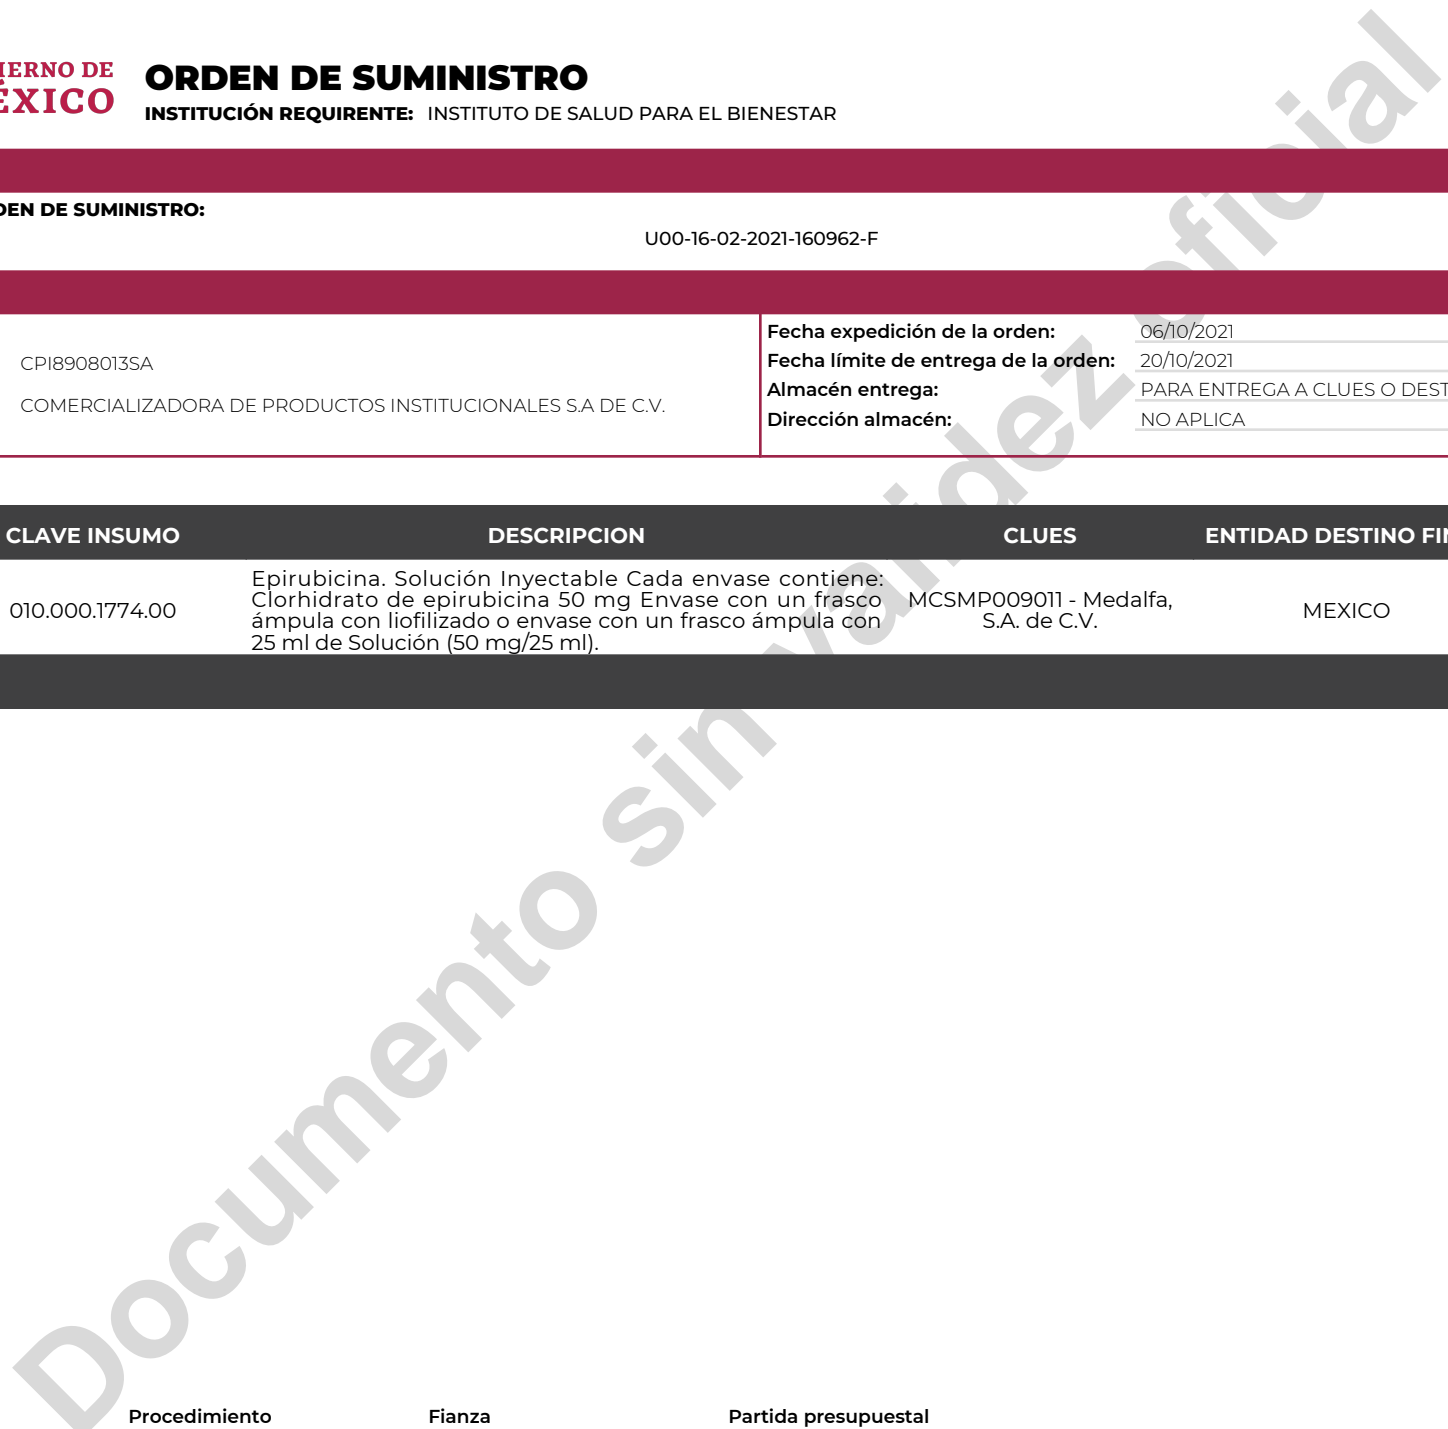 IERNO DE
ÉXICO
ORDEN DE SUMINISTRO
INSTITUCIÓN REQUIRENTE: INSTITUTO DE SALUD PARA EL BIENESTAR
DEN DE SUMINISTRO:
U00-16-02-2021-160962-F
CPI8908013SA
COMERCIALIZADORA DE PRODUCTOS INSTITUCIONALES S.A DE C.V.
Fecha expedición de la orden: 06/10/2021
Fecha límite de entrega de la orden: 20/10/2021
Almacén entrega: PARA ENTREGA A CLUES O DEST
Dirección almacén: NO APLICA
CLAVE INSUMO DESCRIPCION CLUES ENTIDAD DESTINO FIN
010.000.1774.00
Epirubicina. Solución Inyectable Cada envase contiene:
Clorhidrato de epirubicina 50 mg Envase con un frasco
ámpula con liofilizado o envase con un frasco ámpula con
25 ml de Solución (50 mg/25 ml).
MCSMP009011 - Medalfa,
S.A. de C.V.
MEXICO
Documento sin validez oficial
Procedimiento Fianza Partida presupuestal